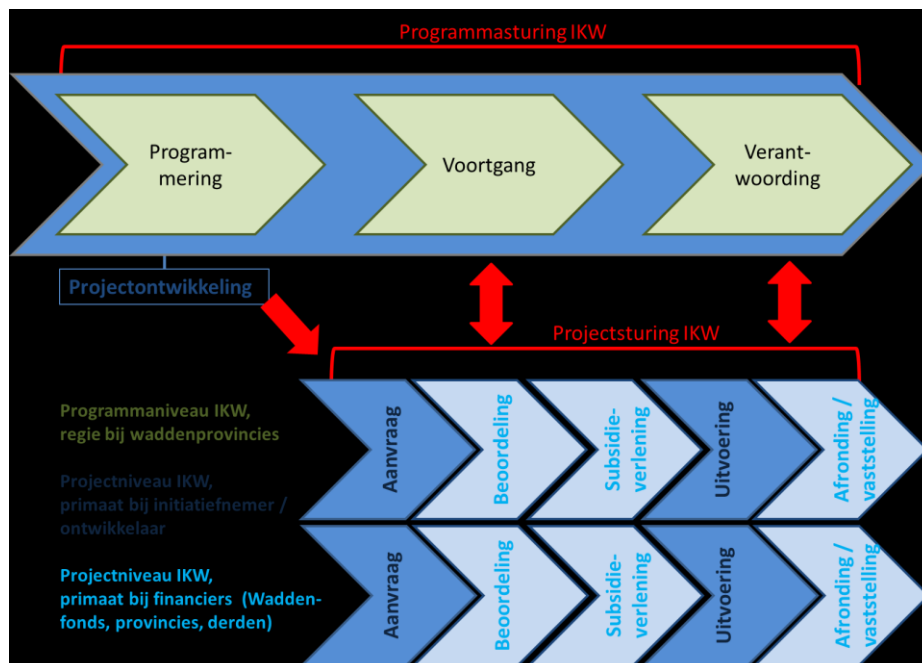 Programmasturing IKW
Program-
mering
Voortgang
Verant-
woording
Projectontwikkeling
Projectsturing IKW
Programmaniveau IKW,
regie bij waddenprovincies
Projectniveau IKW,
primaat bij initiatiefnemer /
ontwikkelaar
Projectniveau IKW,
primaat bij financiers (Wadden-
fonds, provincies, derden)
Aanvraag
Beoordeling
Subsidie-
verlening
Uitvoering
Afronding /
vaststelling
Aanvraag
Beoordeling
Subsidie-
verlening
Uitvoering
Afronding /
vaststelling